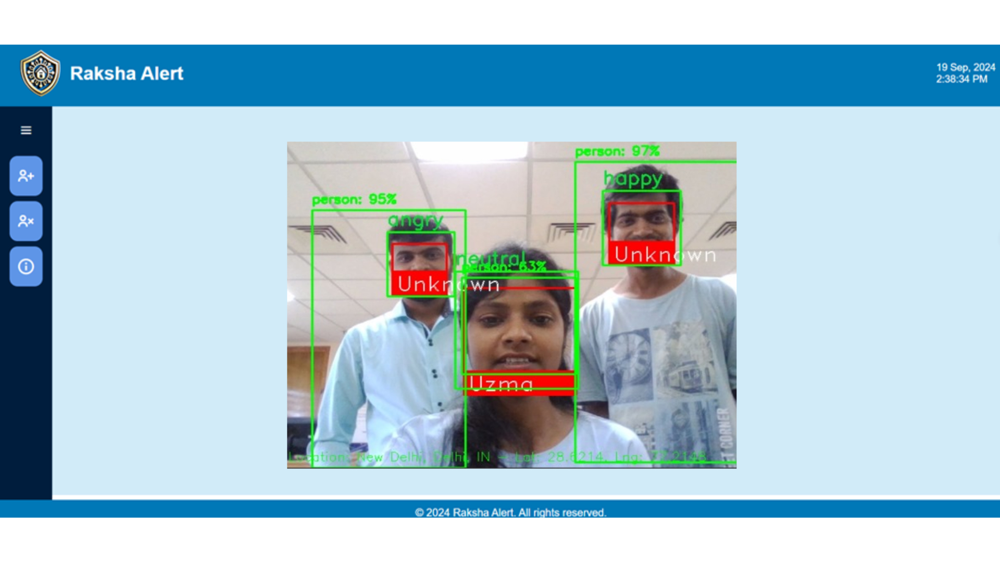 Raksha Alert
19 Sep, 2024
2:38:34 PM
person: 97%
happy
person: 95%
angry
Unknown
neutral
person: 63%
Unknown
Uzma
ET CORNER
Location: New Delhi, Delhi, IN - Lat: 28.6214, Lng: 77.2148
© 2024 Raksha Alert. All rights reserved.